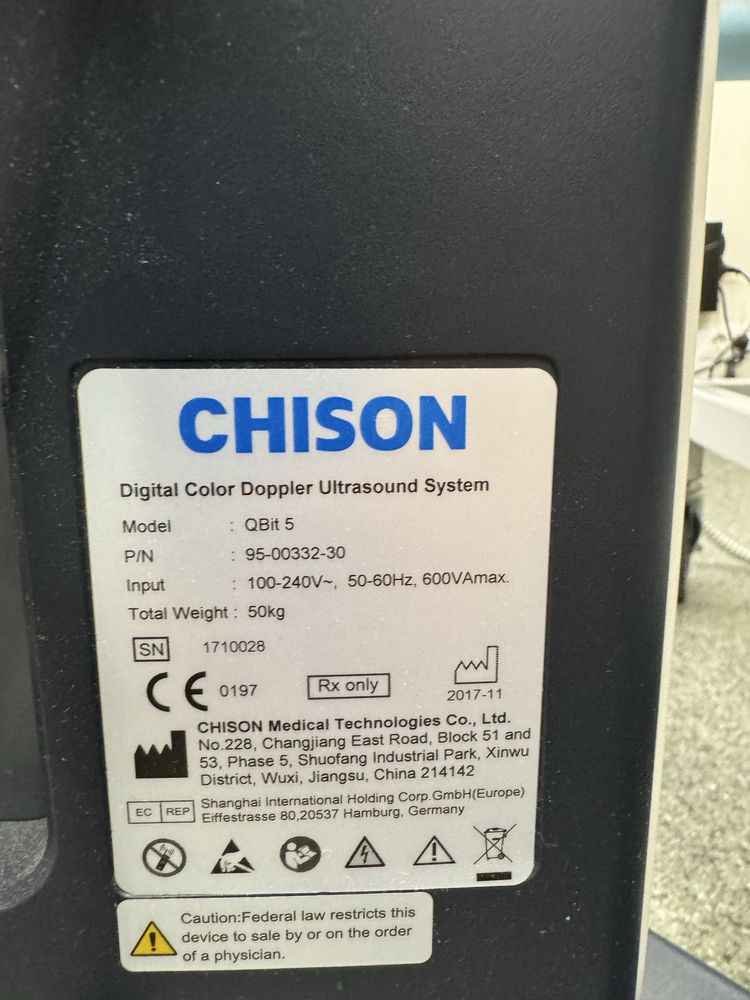 CHISON
Digital Color Doppler Ultrasound System
Model : QBit 5
P/N : 95-00332-30
Input : 100-240V~, 50-60Hz, 600VAmax.
Total Weight : 50kg
SN 1710028
CE 0197 Rx only 2017-11
CHISON Medical Technologies Co., Ltd.
No.228, Changjiang East Road, Block 51 and
53, Phase 5, Shuofang Industrial Park, Xinwu
District, Wuxi, Jiangsu, China 214142
EC REP Shanghai International Holding Corp.GmbH(Europe)
Eiffestrasse 80,20537 Hamburg, Germany
Caution:Federal law restricts this
device to sale by or on the order
of a physician.